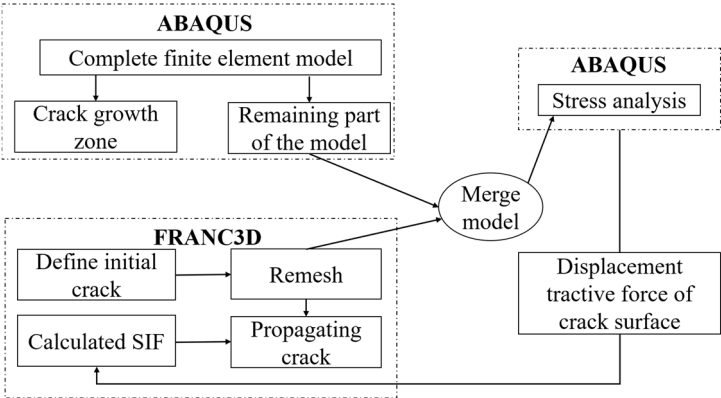 ABAQUS
Complete finite element model
Crack growth
zone
Remaining part
of the model
ABAQUS
Stress analysis
Merge
model
FRANC3D
Define initial
crack
Remesh
Calculated SIF
Propagating
crack
Displacement
tractive force of
crack surface